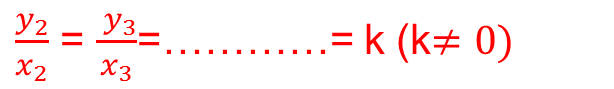 y₂/x₂ = y₃/x₃ = ............ = k (k≠ 0)